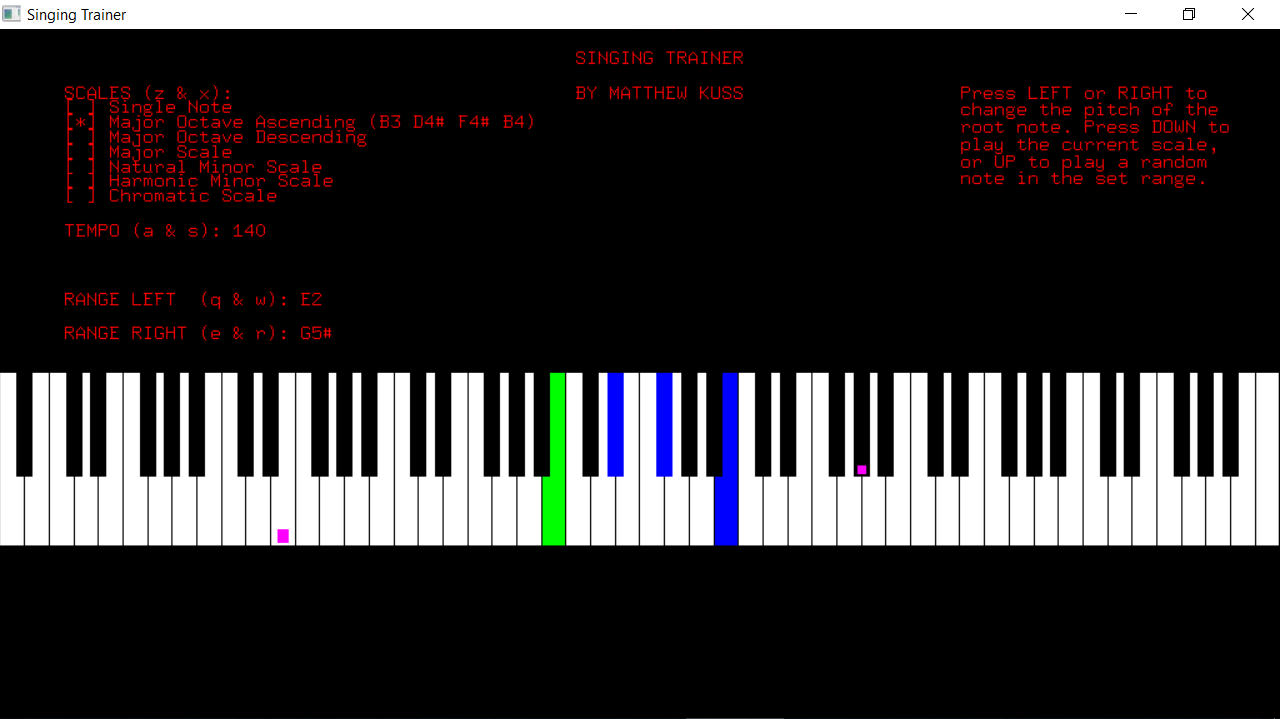 Singing Trainer
SINGING TRAINER
BY MATTHEW KUSS
SCALES (z & x):
[ ] Single Note
[*] Major Octave Ascending (B3 D4# F4# B4)
[ ] Major Octave Descending
[ ] Major Scale
[ ] Natural Minor Scale
[ ] Harmonic Minor Scale
[ ] Chromatic Scale
TEMPO (a & s): 140
RANGE LEFT  (q & w): E2
RANGE RIGHT (e & r): G5#
Press LEFT or RIGHT to
change the pitch of the
root note. Press DOWN to
play the current scale,
or UP to play a random
note in the set range.